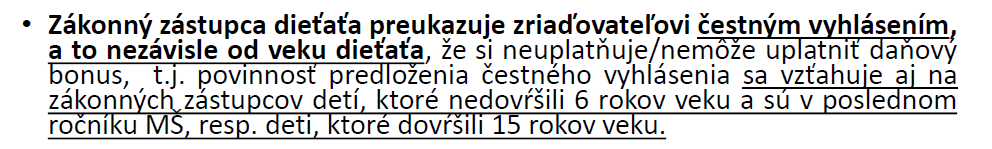 • Zákonný zástupca dieťaťa preukazuje zriaďovateľovi čestným vyhlásením,
a to nezávisle od veku dieťaťa, že si neuplatňuje/nemôže uplatniť daňový
bonus, t.j. povinnosť predloženia čestného vyhlásenia sa vzťahuje aj na
zákonných zástupcov detí, ktoré nedovŕšili 6 rokov veku a sú v poslednom
ročníku MŠ, resp. deti, ktoré dovŕšili 15 rokov veku.